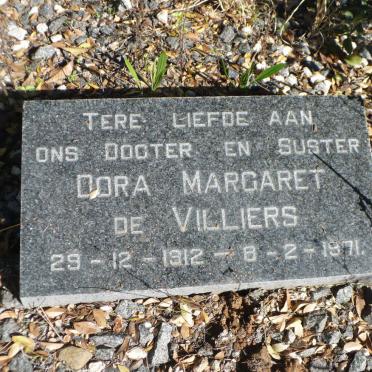 TERE LIEFDE AAN
ONS DOGTER EN SUSTER
DORA MARGARET
DE VILLIERS
29-12-1912 - 8-2-1971.